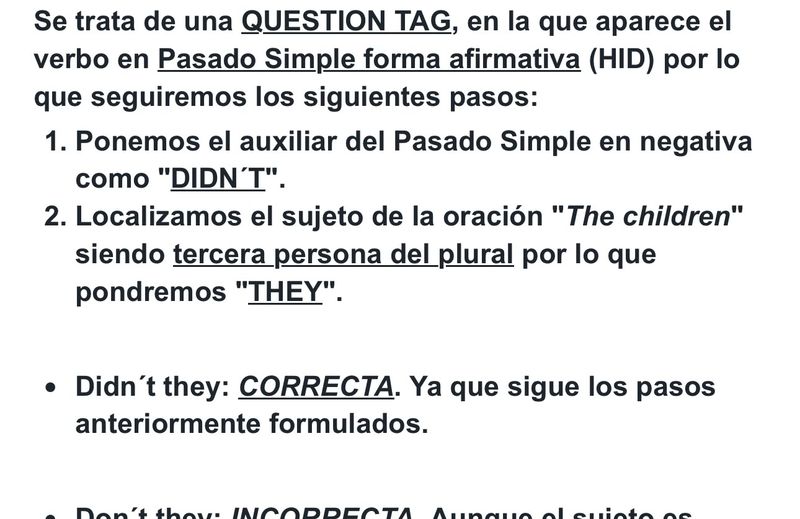 Se trata de una QUESTION TAG, en la que aparece el
verbo en Pasado Simple forma afirmativa (HID) por lo
que seguiremos los siguientes pasos:
1. Ponemos el auxiliar del Pasado Simple en negativa
como "DIDN´T".
2. Localizamos el sujeto de la oración "The children"
siendo tercera persona del plural por lo que
pondremos "THEY".
• Didn´t they: CORRECTA. Ya que sigue los pasos
anteriormente formulados.
• Don´t they: INCORRECTA. Aunque el sujeto es